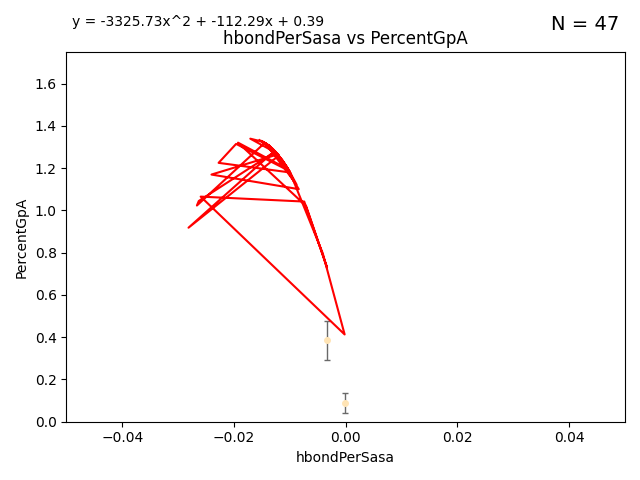 y = -3325.73x^2 + -112.29x + 0.39
N = 47
hbondPerSasa vs PercentGpA
PercentGpA
1.6
1.4
1.2
1.0
0.8
0.6
0.4
0.2
0.0
−0.04 −0.02 0.00 0.02 0.04
hbondPerSasa